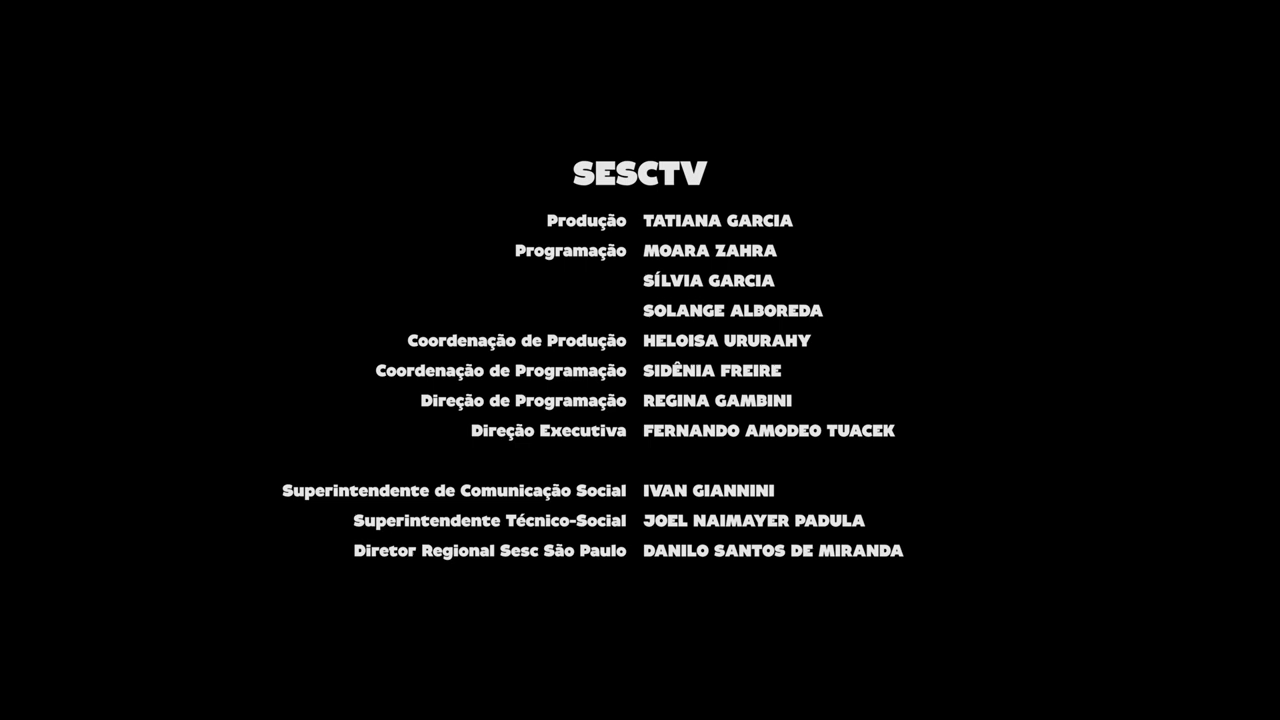 SESCTV
Produção TATIANA GARCIA
Programação MOARA ZAHRA
SÍLVIA GARCIA
SOLANGE ALBOREDA
Coordenação de Produção HELOISA URURAHY
Coordenação de Programação SIDÊNIA FREIRE
Direção de Programação REGINA GAMBINI
Direção Executiva FERNANDO AMODEO TUACEK
Superintendente de Comunicação Social IVAN GIANNINI
Superintendente Técnico-Social JOEL NAIMAYER PADULA
Diretor Regional Sesc São Paulo DANILO SANTOS DE MIRANDA